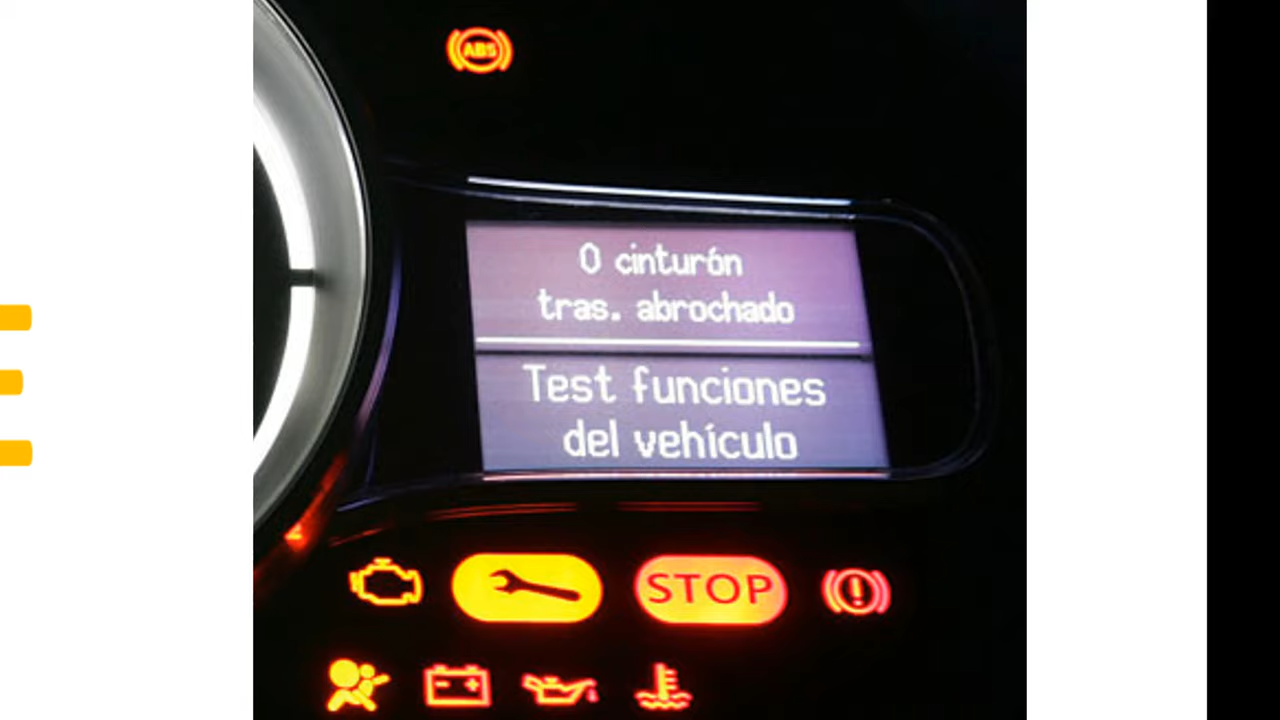 ABS
0 cinturón
tras. abrochado
Test funciones
del vehículo
STOP